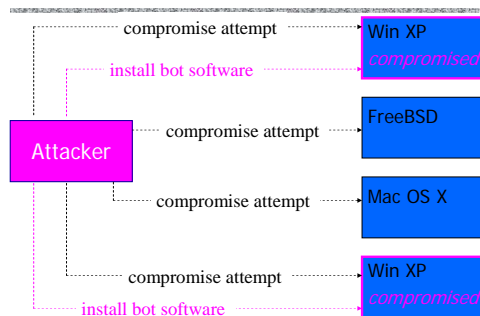 compromise attempt
Win XP
compromised
install bot software
FreeBSD
compromise attempt
Attacker
Mac OS X
compromise attempt
Win XP
compromise attempt
compromised
install bot software